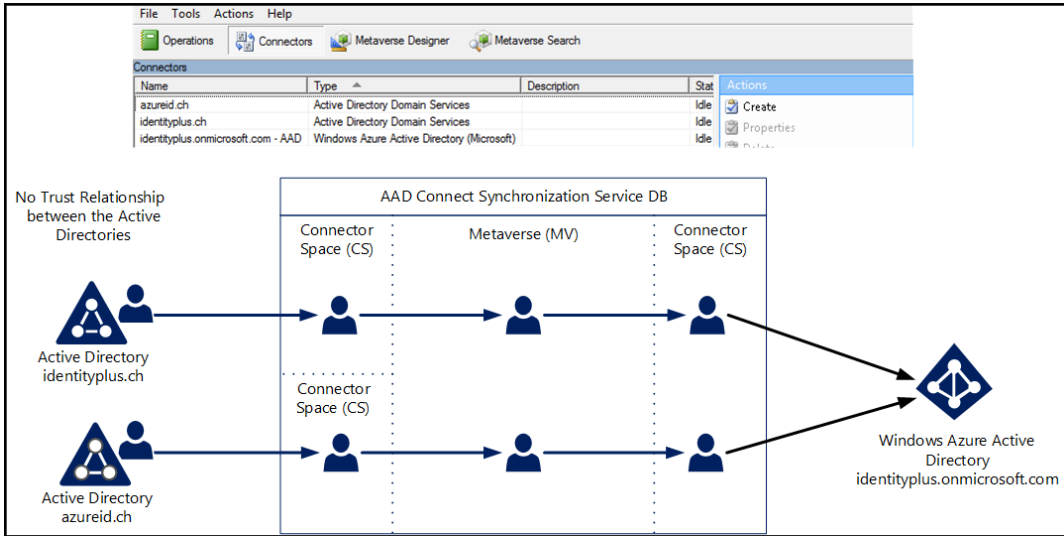 File Tools Actions Help
Operations Connectors Metaverse Designer Metaverse Search
Connectors
Name Type Description Stat Actions
azureid.ch Active Directory Domain Services Idle Create
identityplus.ch Active Directory Domain Services Idle Properties
identityplus.onmicrosoft.com - AAD Windows Azure Active Directory (Microsoft) Idle
No Trust Relationship
between the Active
Directories
AAD Connect Synchronization Service DB
Connector
Space (CS)
Metaverse (MV)
Connector
Space (CS)
Active Directory
identityplus.ch
Connector
Space (CS)
Active Directory
azureid.ch
Windows Azure Active
Directory
identityplus.onmicrosoft.com